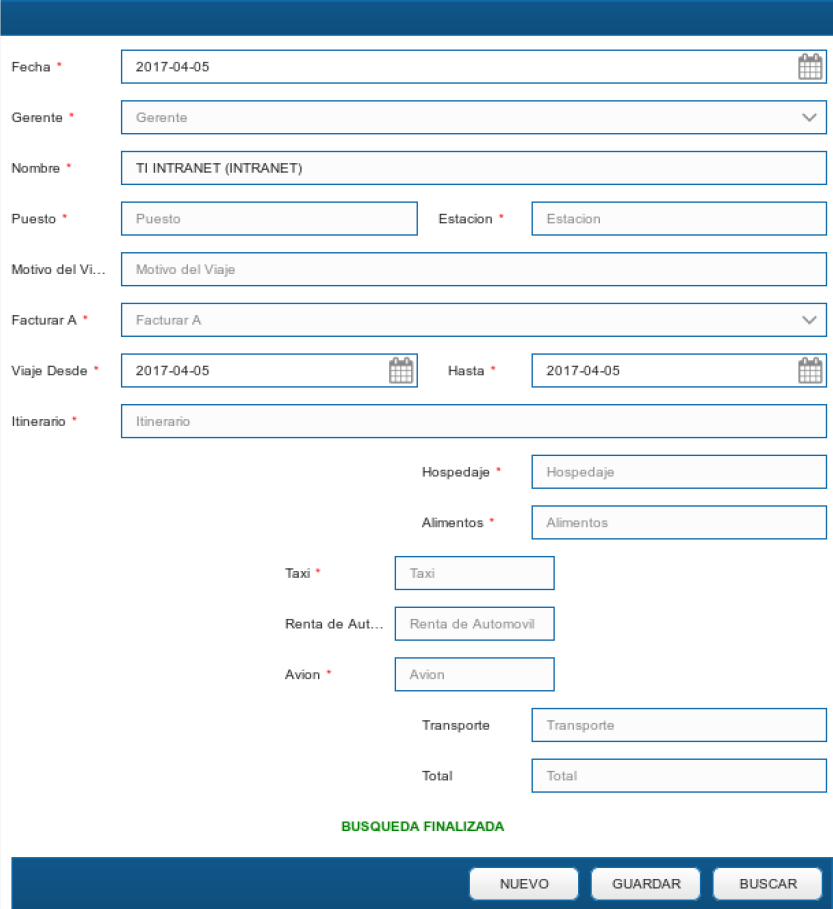 Fecha * 2017-04-05
Gerente * Gerente
Nombre * TI INTRANET (INTRANET)
Puesto * Puesto Estacion * Estacion
Motivo del Vi... Motivo del Viaje
Facturar A * Facturar A
Viaje Desde * 2017-04-05 Hasta * 2017-04-05
Itinerario * Itinerario
Hospedaje * Hospedaje
Alimentos * Alimentos
Taxi * Taxi
Renta de Aut... Renta de Automovil
Avion * Avion
Transporte Transporte
Total Total
BUSQUEDA FINALIZADA
NUEVO GUARDAR BUSCAR